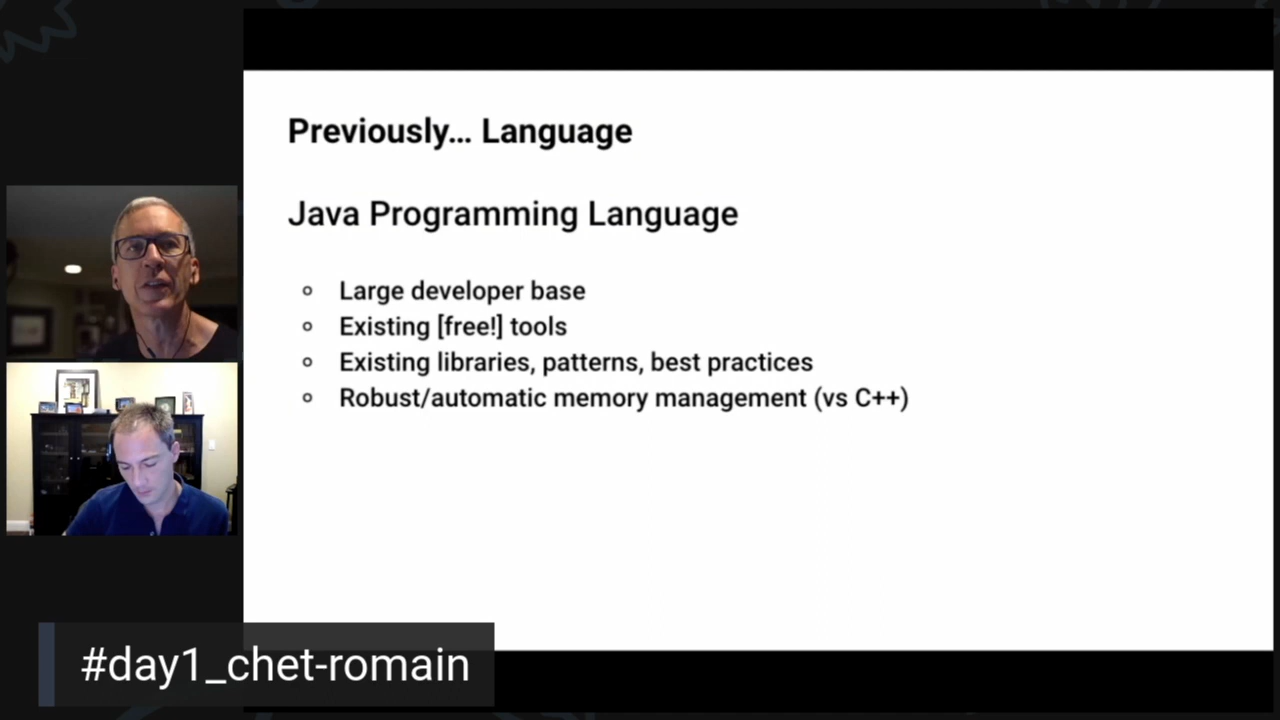 Previously... Language
Java Programming Language
Large developer base
Existing [free!] tools
Existing libraries, patterns, best practices
Robust/automatic memory management (vs C++)
#day1_chet-romain